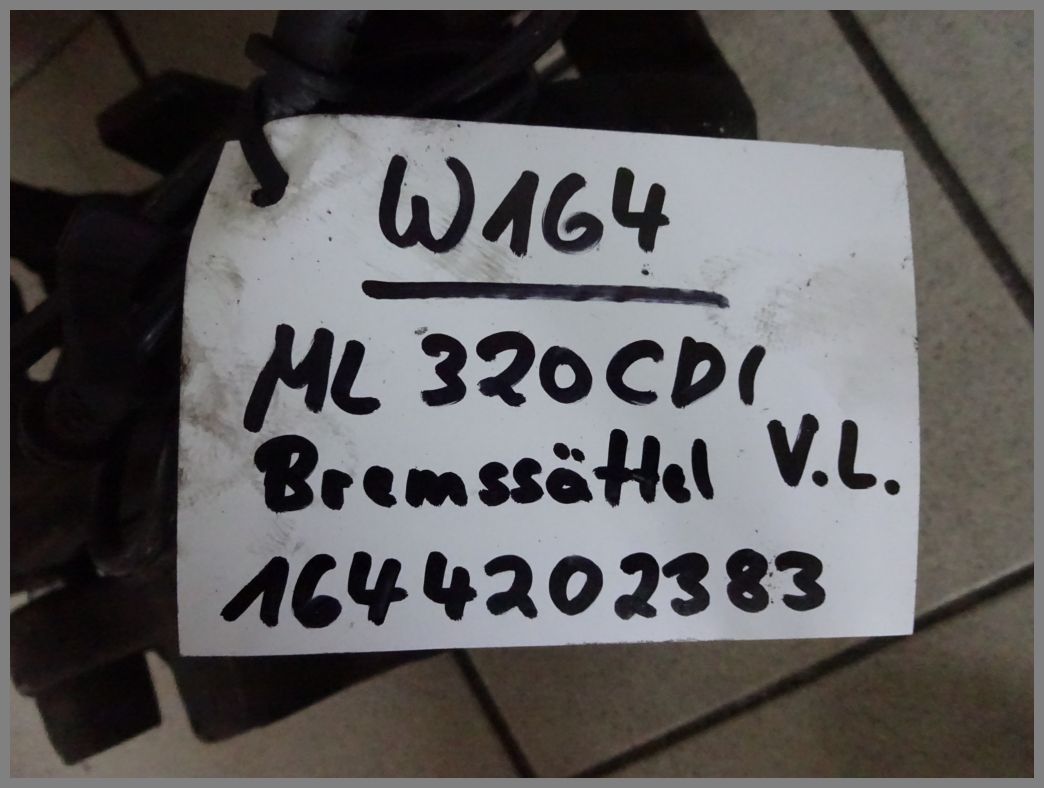 W164
ML 320CDI
Bremssättel V.L.
1644202383